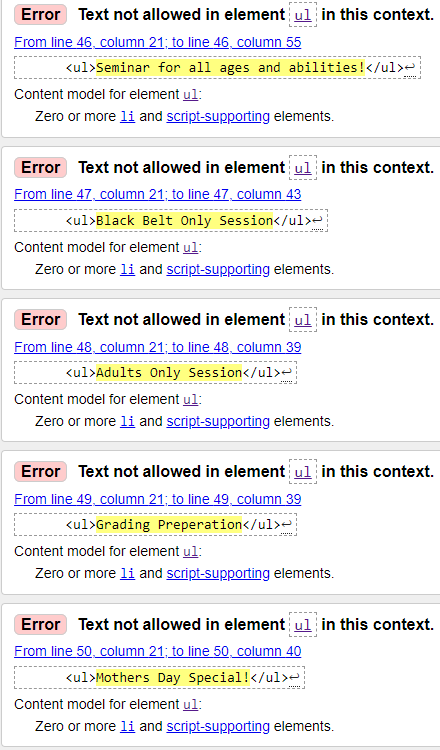 Error Text not allowed in element ul in this context.
From line 46, column 21; to line 46, column 55
<ul>Seminar for all ages and abilities!</ul>↩
Content model for element ul:
Zero or more li and script-supporting elements.
Error Text not allowed in element ul in this context.
From line 47, column 21; to line 47, column 43
<ul>Black Belt Only Session</ul>↩
Content model for element ul:
Zero or more li and script-supporting elements.
Error Text not allowed in element ul in this context.
From line 48, column 21; to line 48, column 39
<ul>Adults Only Session</ul>↩
Content model for element ul:
Zero or more li and script-supporting elements.
Error Text not allowed in element ul in this context.
From line 49, column 21; to line 49, column 39
<ul>Grading Preperation</ul>↩
Content model for element ul:
Zero or more li and script-supporting elements.
Error Text not allowed in element ul in this context.
From line 50, column 21; to line 50, column 40
<ul>Mothers Day Special!</ul>↩
Content model for element ul:
Zero or more li and script-supporting elements.